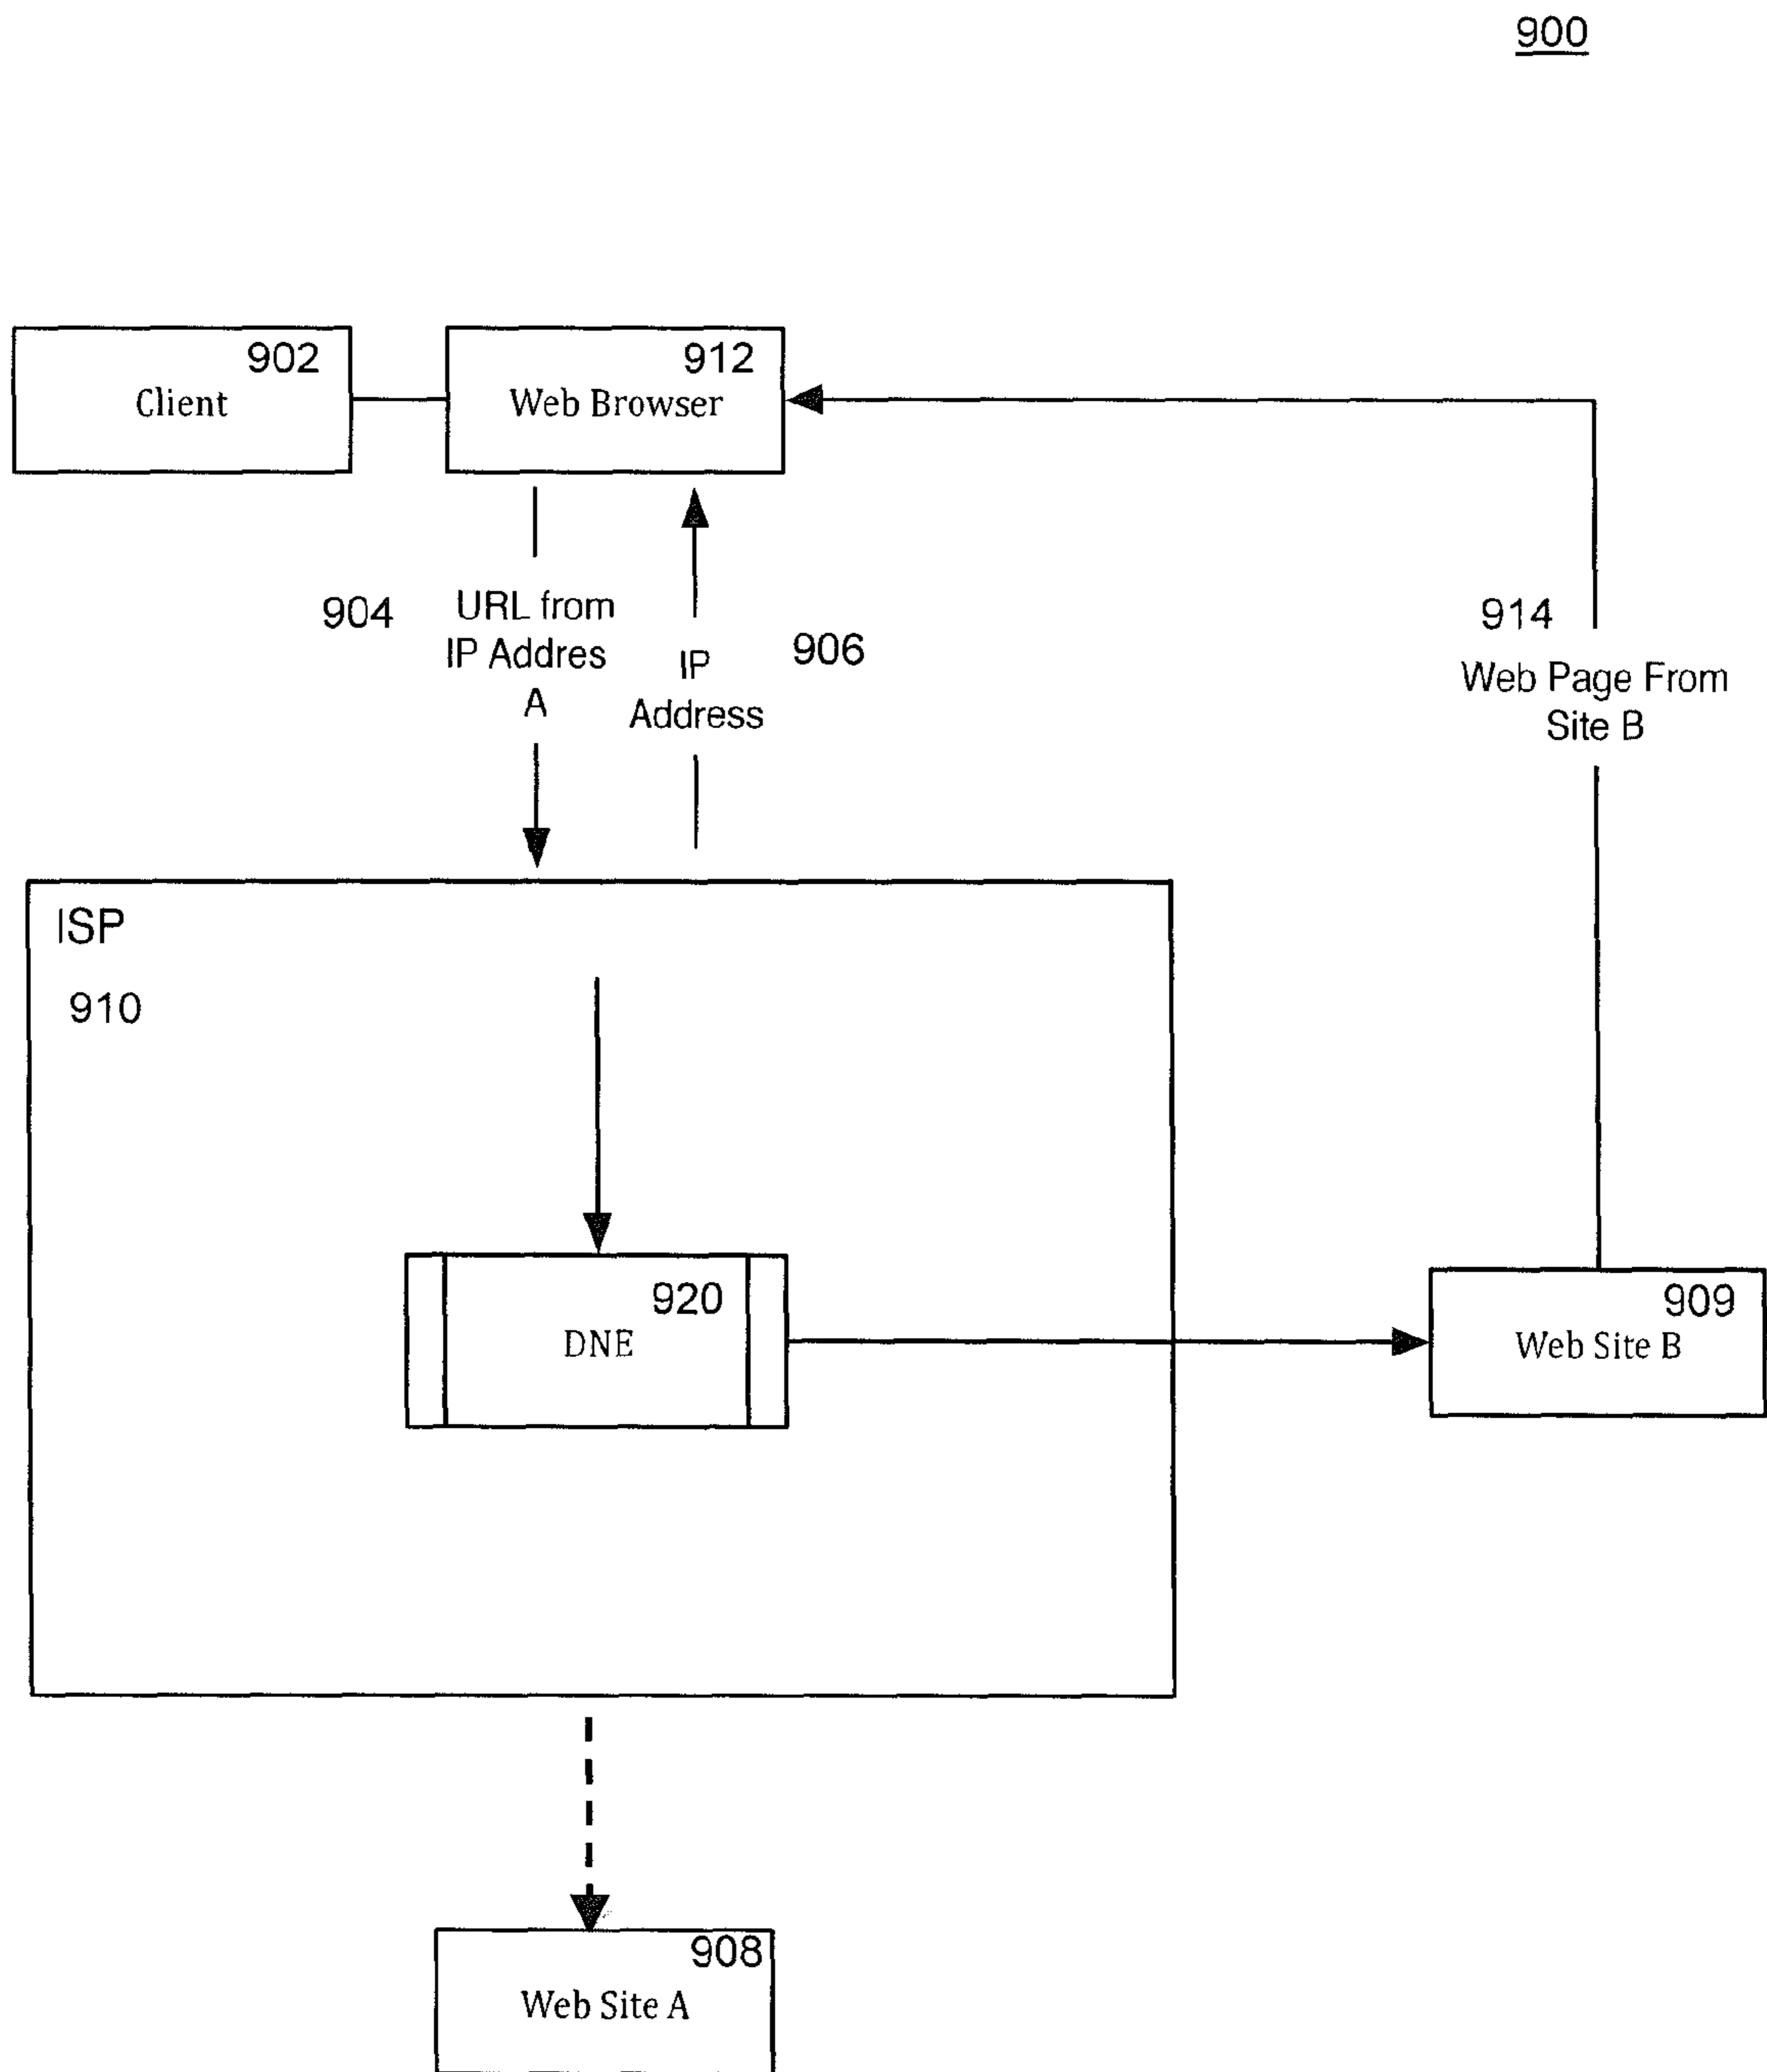 900
902
Client
912
Web Browser
904
URL from
IP Addres
A
906
IP
Address
914
Web Page From
Site B
ISP
910
920
DNE
909
Web Site B
908
Web Site A